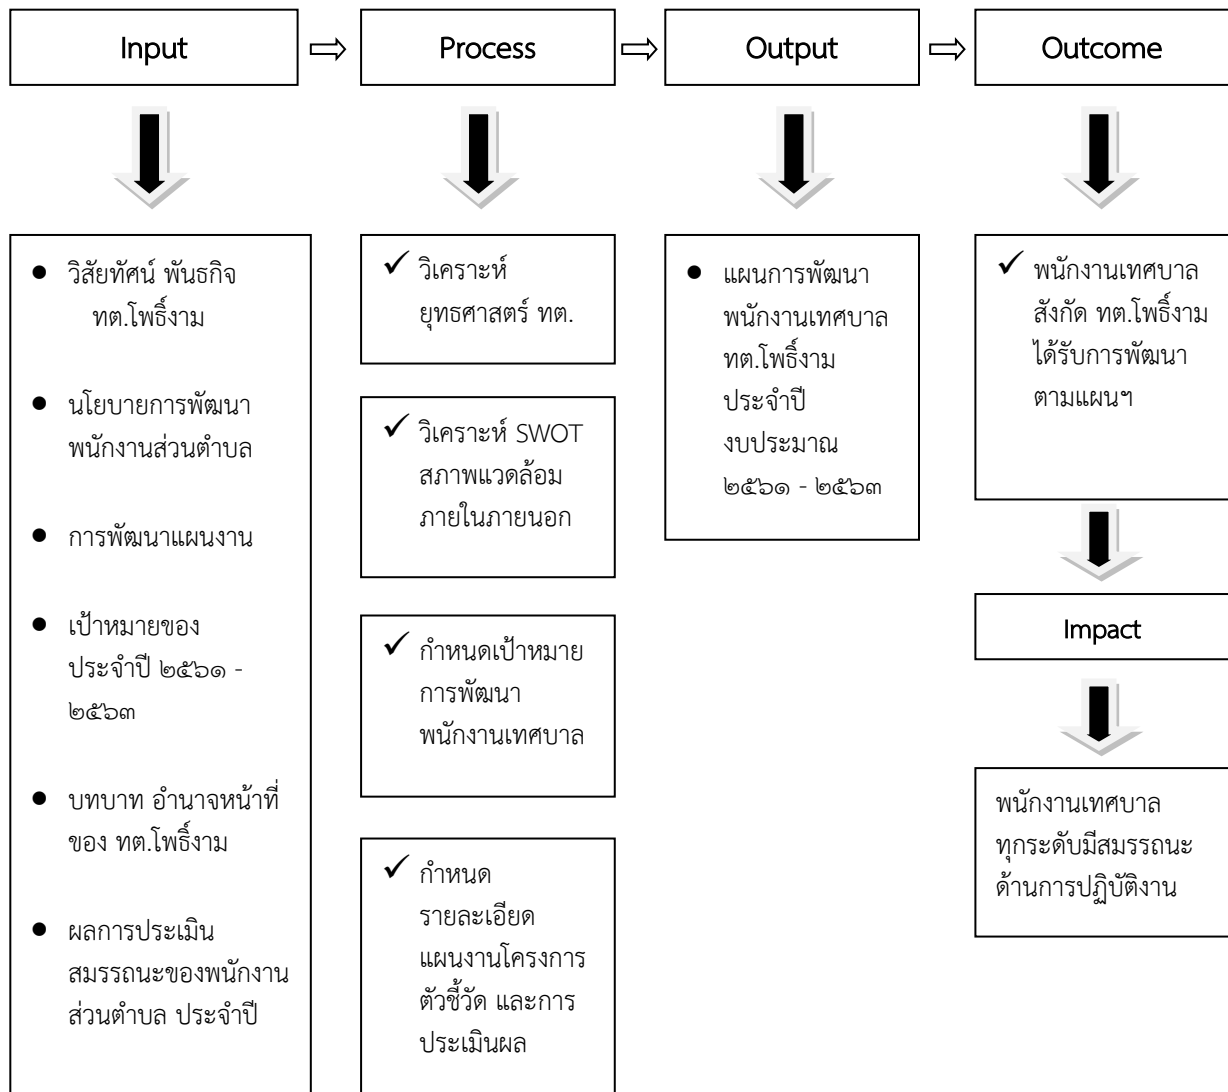 Input
Process
Output
Outcome
วิสัยทัศน์ พันธกิจ
ทต.โพธิ์งาม
นโยบายการพัฒนา
พนักงานส่วนตำบล
การพัฒนาแผนงาน
เป้าหมายของ
ประจำปี ๒๕๖๑ -
๒๕๖๓
บทบาท อำนาจหน้าที่
ของ ทต.โพธิ์งาม
ผลการประเมิน
สมรรถนะของพนักงาน
ส่วนตำบล ประจำปี
วิเคราะห์
ยุทธศาสตร์ ทต.
วิเคราะห์ SWOT
สภาพแวดล้อม
ภายในภายนอก
กำหนดเป้าหมาย
การพัฒนา
พนักงานเทศบาล
กำหนด
รายละเอียด
แผนงานโครงการ
ตัวชี้วัด และการ
ประเมินผล
แผนการพัฒนา
พนักงานเทศบาล
ทต.โพธิ์งาม
ประจำปี
งบประมาณ
๒๕๖๑ - ๒๕๖๓
พนักงานเทศบาล
สังกัด ทต.โพธิ์งาม
ได้รับการพัฒนา
ตามแผนฯ
Impact
พนักงานเทศบาล
ทุกระดับมีสมรรถนะ
ด้านการปฏิบัติงาน